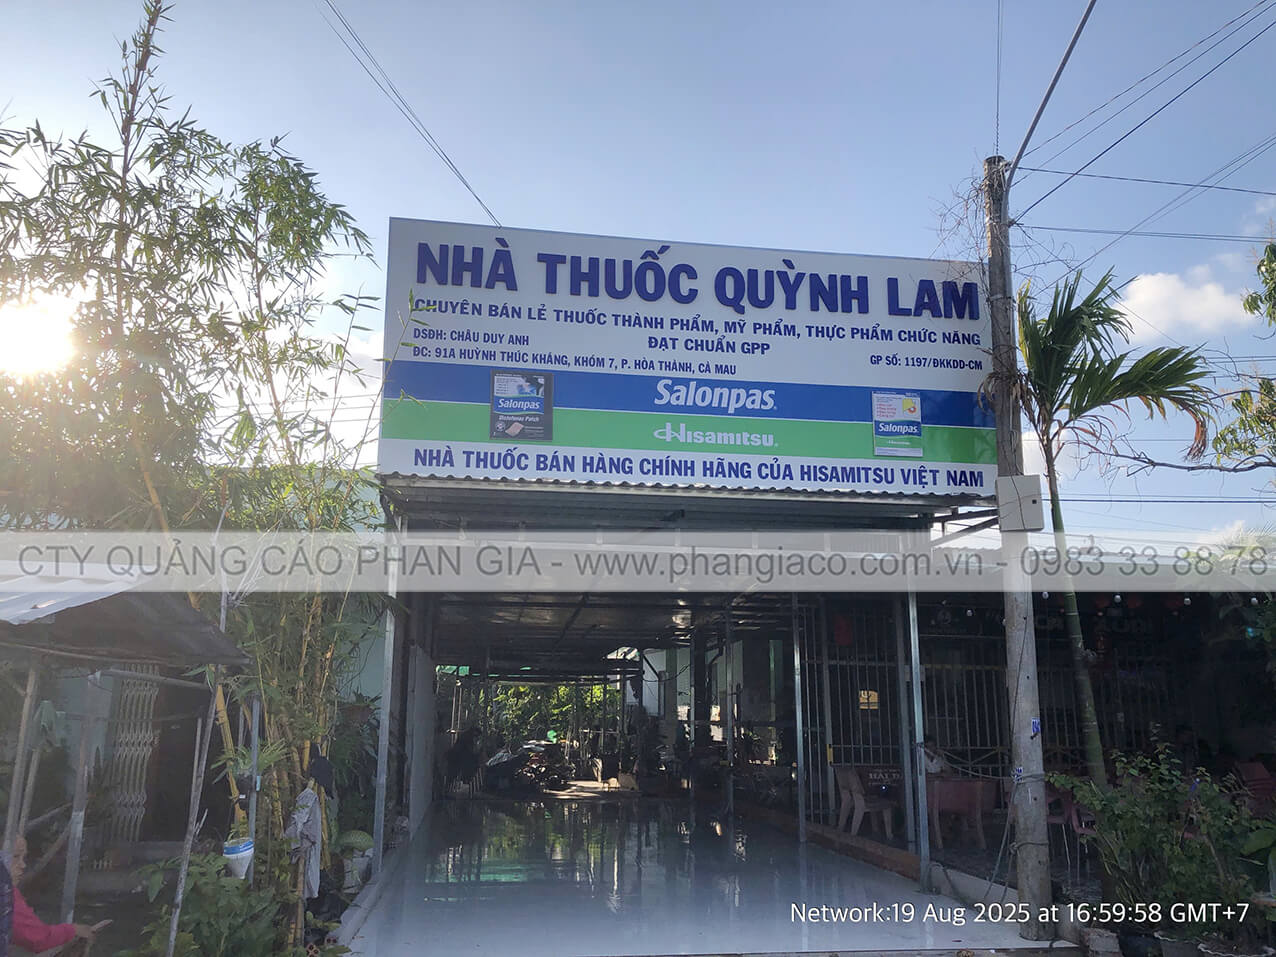 NHÀ THUỐC QUỲNH LAM
CHUYÊN BÁN LẺ THUỐC THÀNH PHẨM, MỸ PHẨM, THỰC PHẨM CHỨC NĂNG
ĐẠT CHUẨN GPP
DSĐH: CHÂU DUY ANH
ĐC: 91A HUỲNH THÚC KHÁNG, KHÓM 7, P. HÒA THÀNH, CÀ MAU
GP SỐ: 1197/ĐKKDD-CM
Salonpas
Salonpas
Diclofenac Patch
Salonpas
Hisamitsu
NHÀ THUỐC BÁN HÀNG CHÍNH HÃNG CỦA HISAMITSU VIỆT NAM
CTY QUẢNG CÁO PHAN GIA - www.phangiaco.com.vn - 0983 33 88 78
Network:19 Aug 2025 at 16:59:58 GMT+7